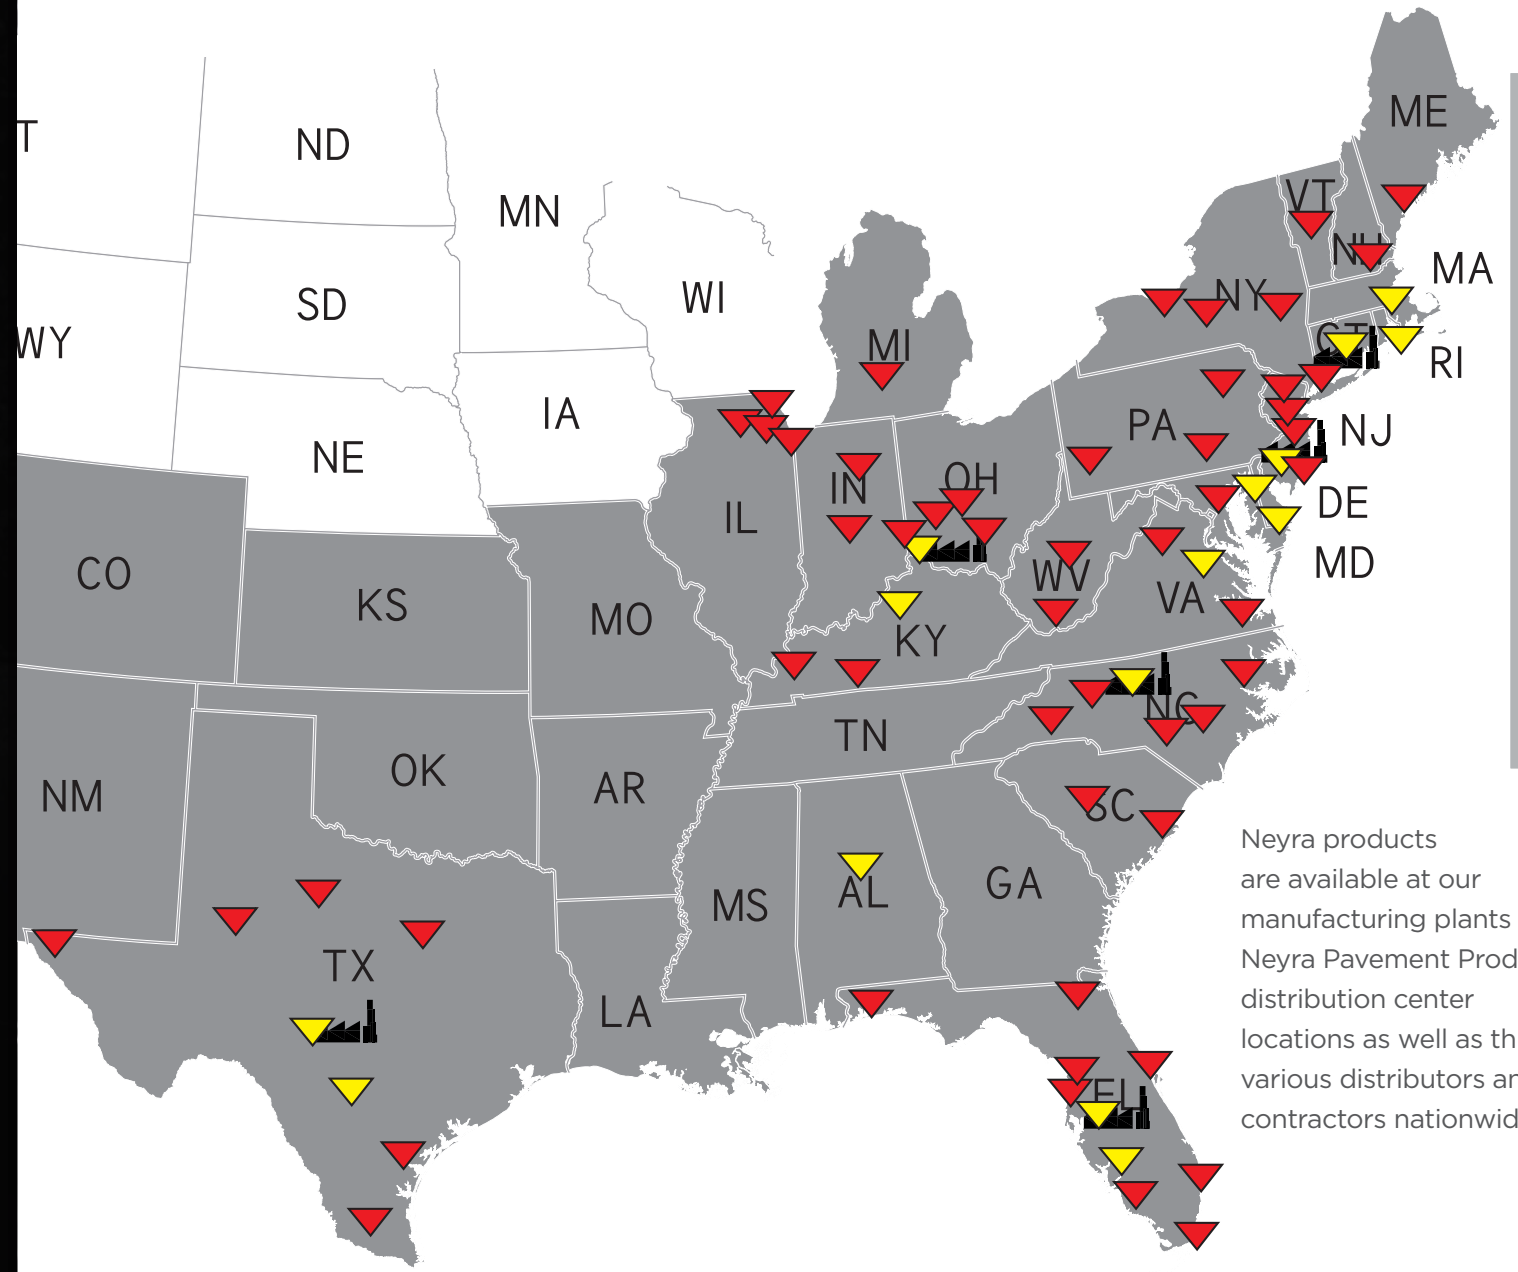 ME
T
ND
VT
MN
NH
MA
WI
NY
SD
WY
MI
CT
RI
IA
PA
NJ
NE
OH
IN
IL
DE
CO
WV
MD
KS
VA
MO
KY
NC
TN
OK
AR
NM
SC
GA
AL
MS
TX
LA
FL
Neyra products
are available at our
manufacturing plants
Neyra Pavement Prod
distribution center
locations as well as th
various distributors ar
contractors nationwid